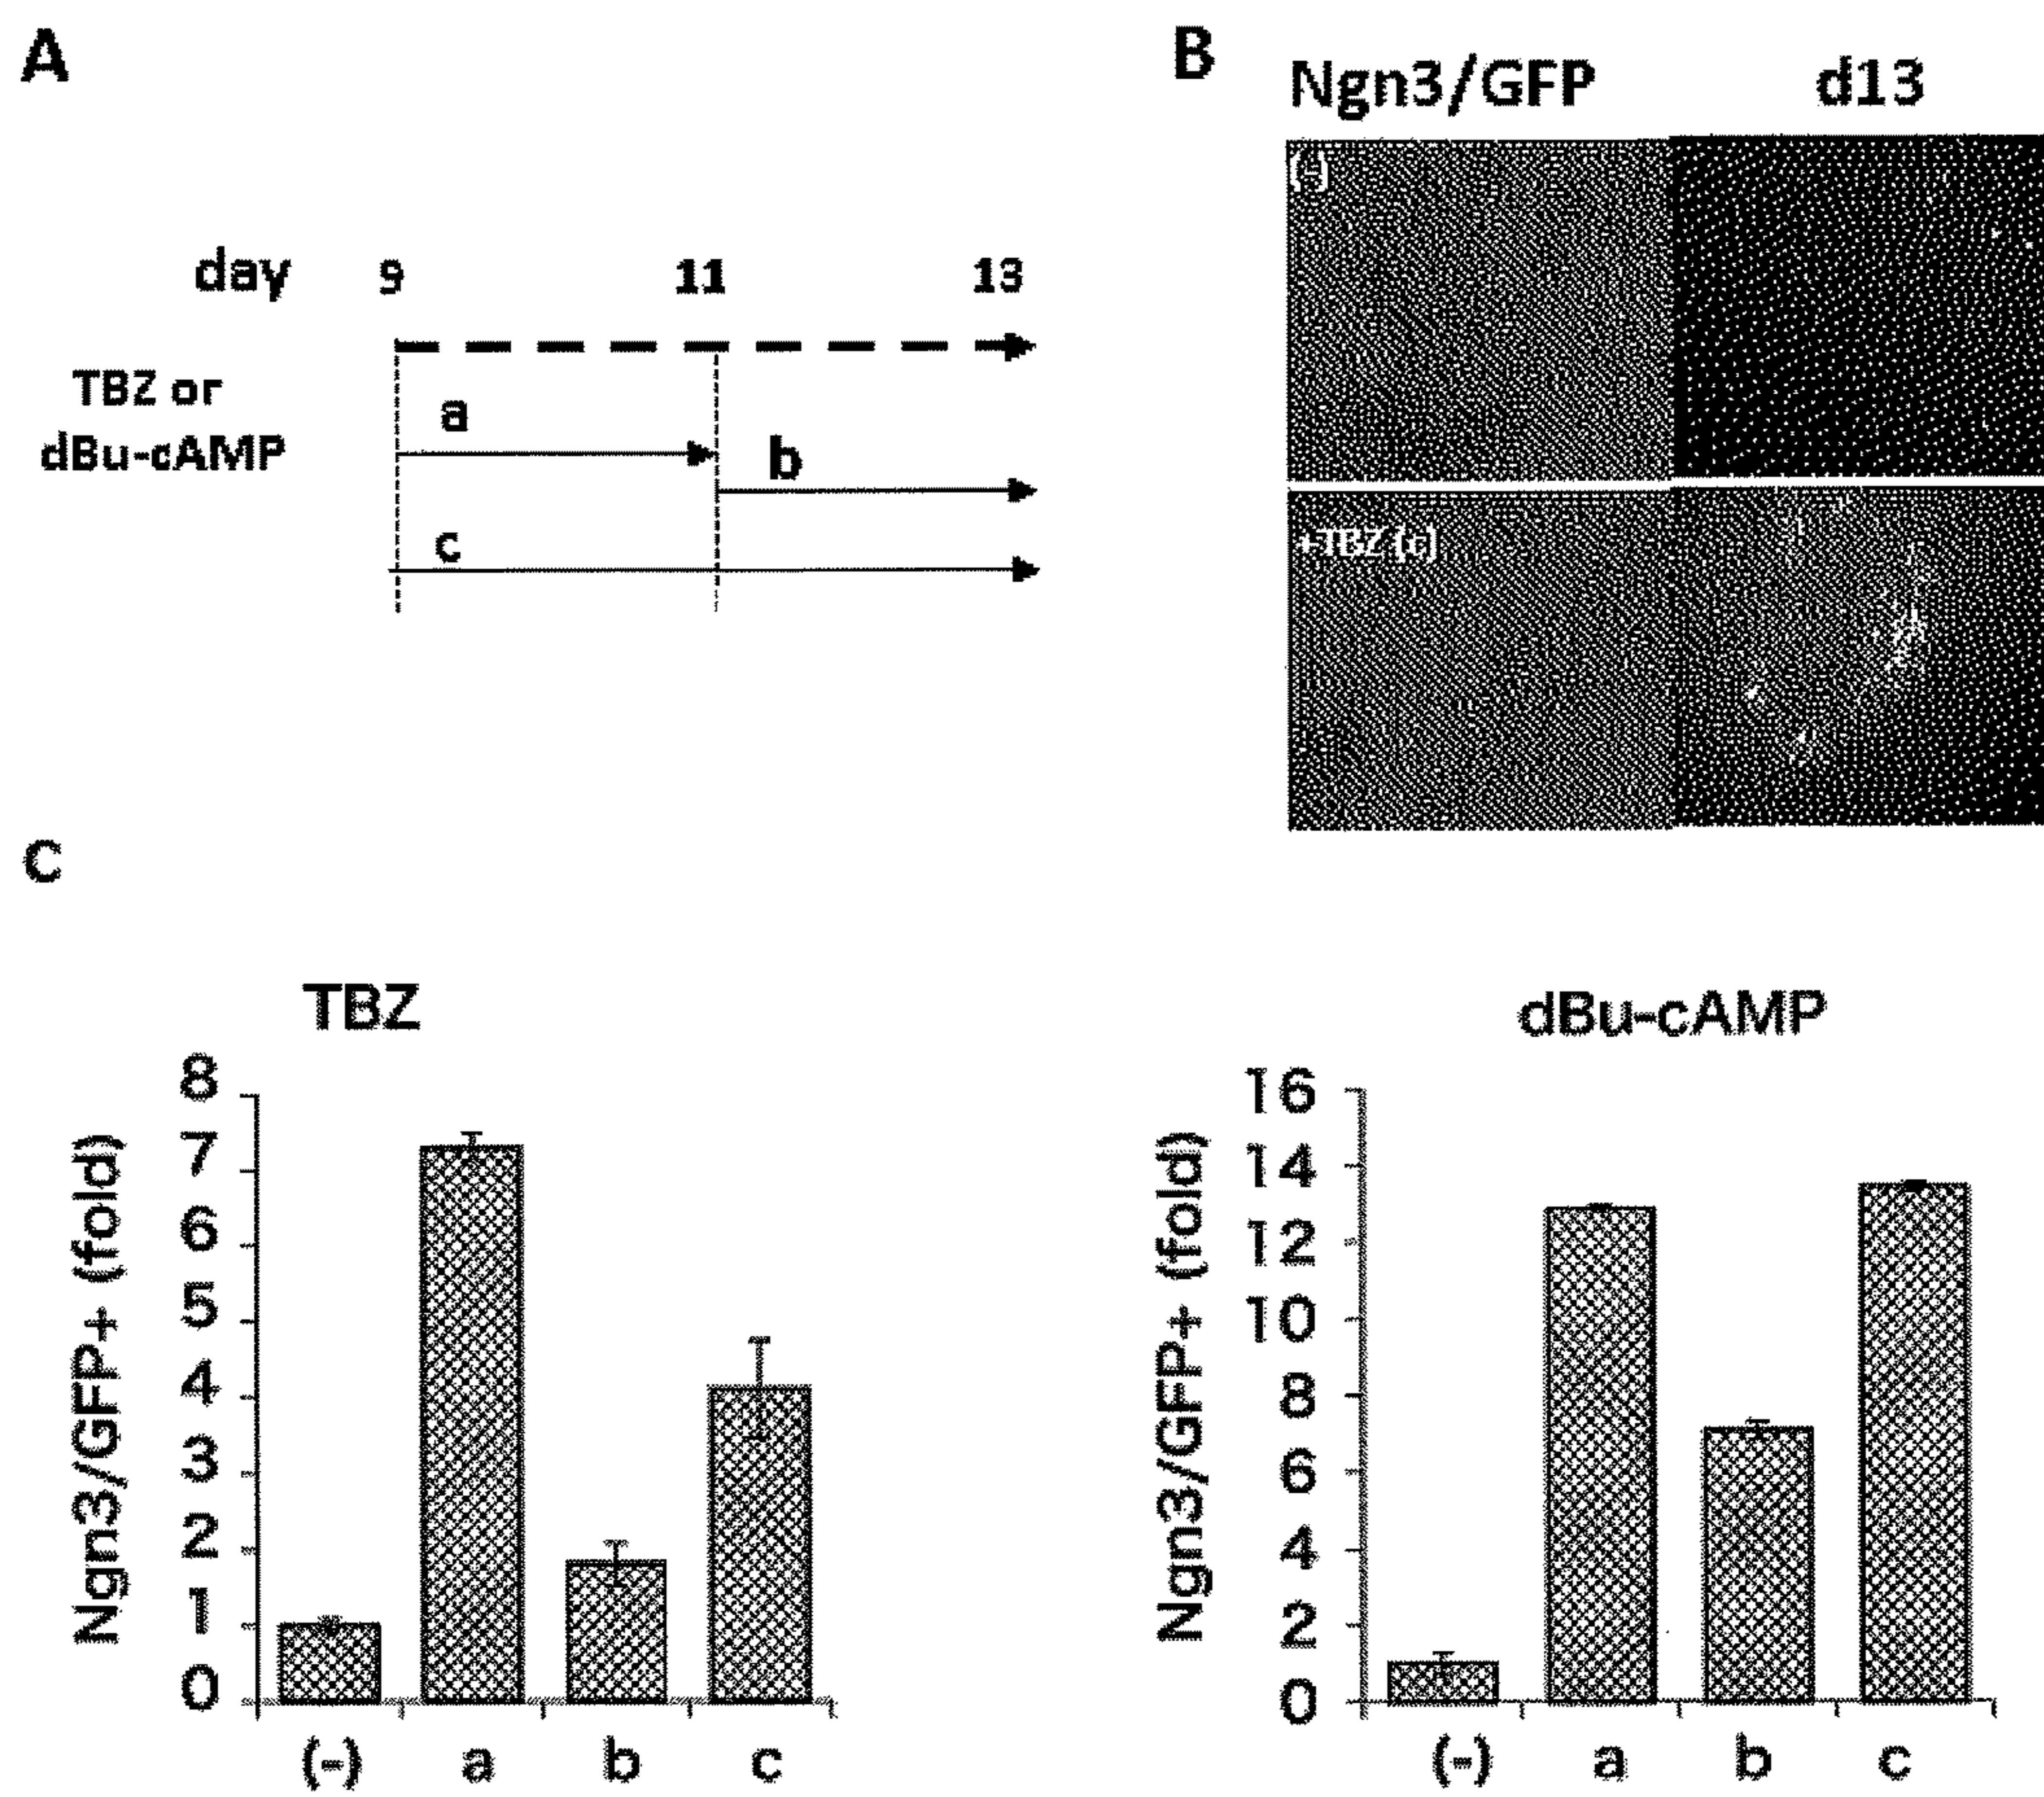 A
day 9 11 13
TBZ or
dBu-cAMP
a
b
c
B
Ngn3/GFP d13
(-)
+TBZ (c)
C
TBZ
Ngn3/GFP+ (fold)
8
7
6
5
4
3
2
1
0
(-) a b c
dBu-cAMP
Ngn3/GFP+ (fold)
16
14
12
10
8
6
4
2
0
(-) a b c